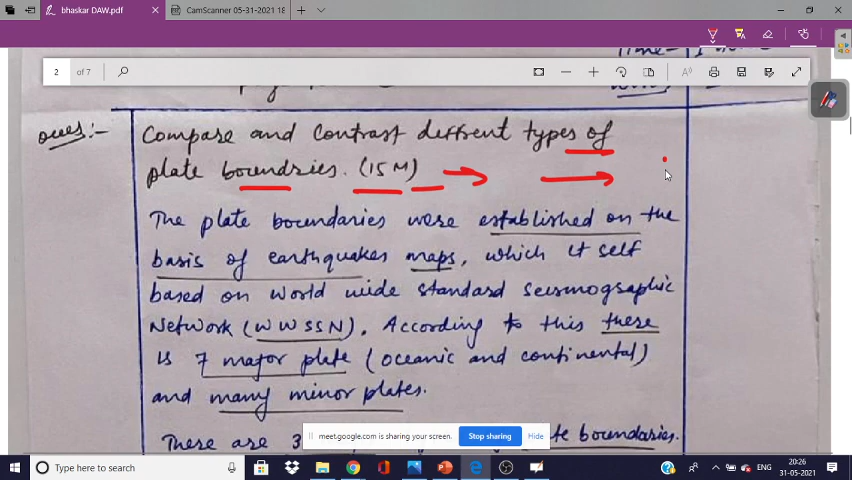 bhaskar DAW.pdf
CamScanner 05-31-2021 18
2 of 7
Time-
Ques:-
Compare and contrast diffrent types of
plate boundries. (15 M)
The plate boundaries were established on the
basis of earthquakes maps, which it self
based on world wide standard seismographic
Network (WWSSN), According to this there
is 7 major plate (oceanic and continental)
and many minor plates.
There are 3
te boundaries.
meet.google.com is sharing your screen.
Stop sharing
Hide
Type here to search
ENG
20:26
31-05-2021